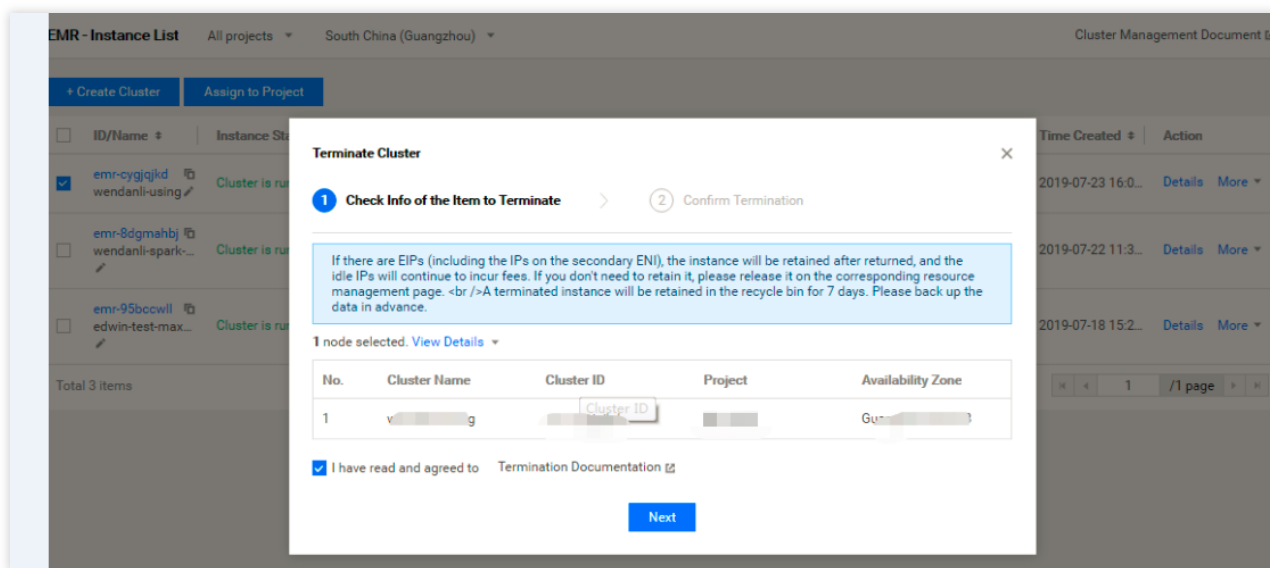 EMR - Instance List All projects South China (Guangzhou) Cluster Management Document
+ Create Cluster Assign to Project
ID/Name Instance Sta Time Created Action
emr-cygjqjkd
wendanli-using
Cluster is run 2019-07-23 16:0... Details More
emr-8dgmahbj
wendanli-spark-...
Cluster is run 2019-07-22 11:3... Details More
emr-95bccwll
edwin-test-max...
Cluster is run 2019-07-18 15:2... Details More
Total 3 items 1 /1 page
Terminate Cluster
1 Check Info of the Item to Terminate 2 Confirm Termination
If there are EIPs (including the IPs on the secondary ENI), the instance will be retained after returned, and the
idle IPs will continue to incur fees. If you don't need to retain it, please release it on the corresponding resource
management page. <br />A terminated instance will be retained in the recycle bin for 7 days. Please back up the
data in advance.
1 node selected. View Details
No. Cluster Name Cluster ID Project Availability Zone
Cluster ID
1
I have read and agreed to Termination Documentation
Next